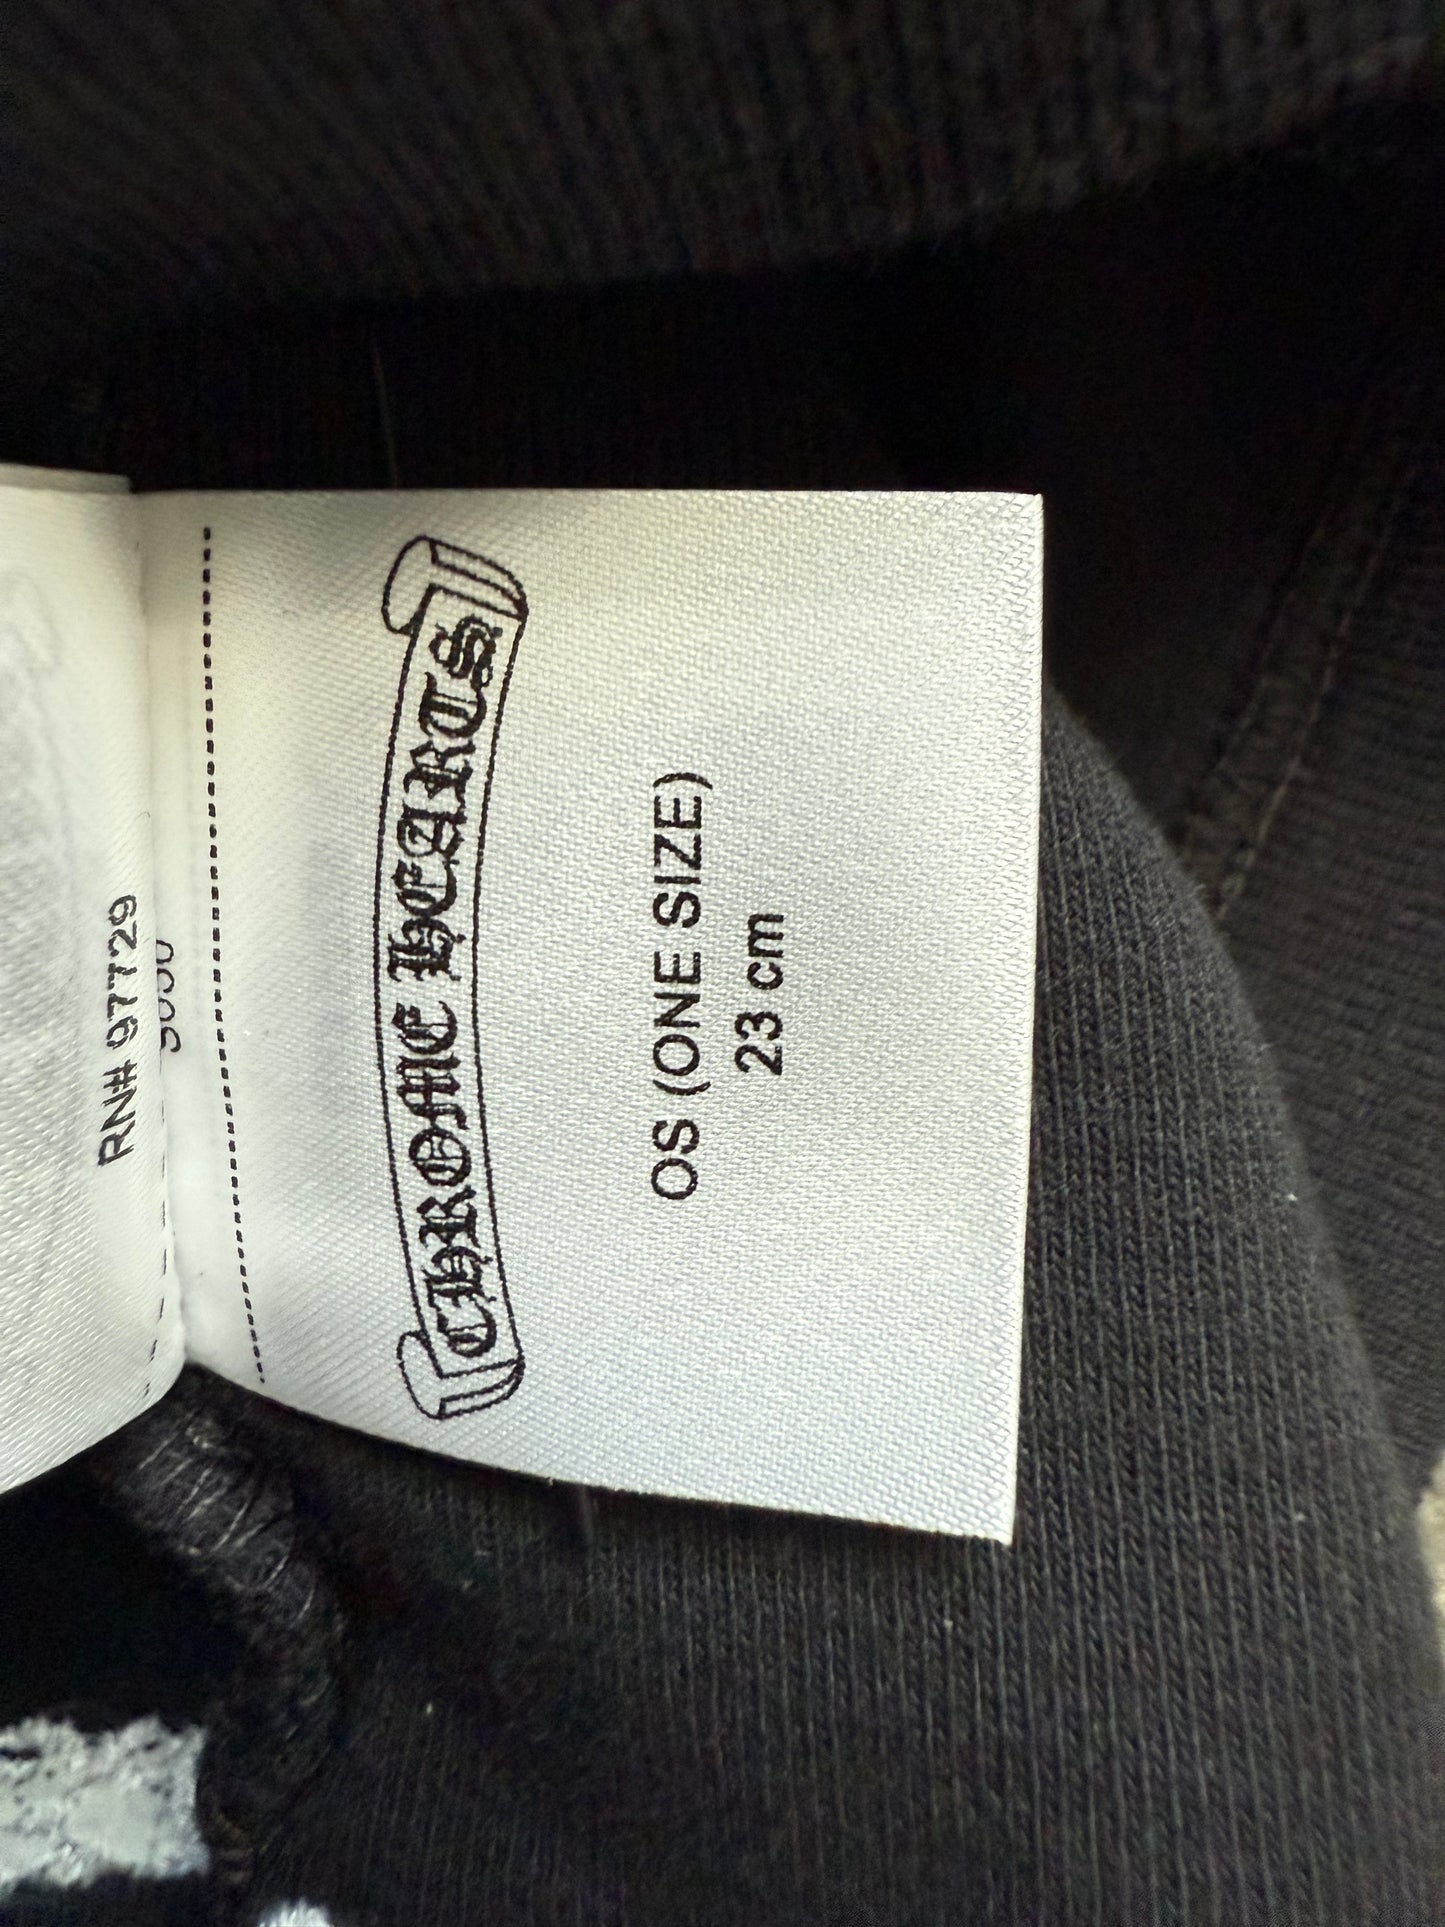 RN# 97729
CHROME HEARTS
OS (ONE SIZE)
23 cm